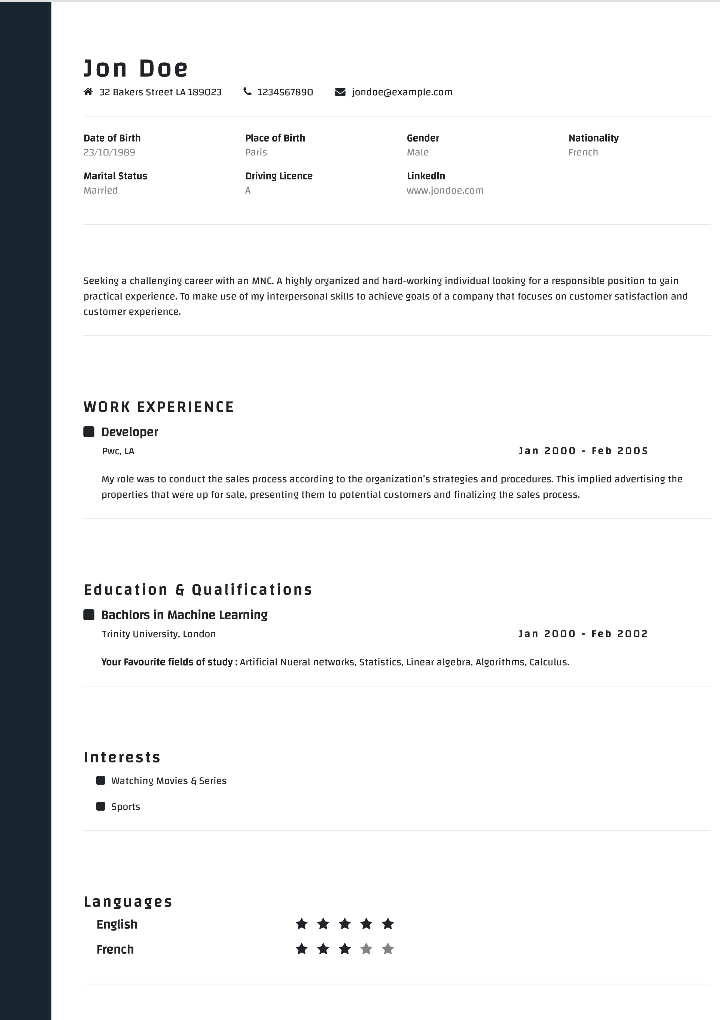 Jon Doe
32 Bakers Street LA 189023 1234567890 jondoe@example.com
Date of Birth Place of Birth Gender Nationality
23/10/1989 Paris Male French
Marital Status Driving Licence LinkedIn
Married A www.jondoe.com
Seeking a challenging career with an MNC. A highly organized and hard-working individual looking for a responsible position to gain
practical experience. To make use of my interpersonal skills to achieve goals of a company that focuses on customer satisfaction and
customer experience.
WORK EXPERIENCE
Developer
Pwc, LA Jan 2000 - Feb 2005
My role was to conduct the sales process according to the organization's strategies and procedures. This implied advertising the
properties that were up for sale, presenting them to potential customers and finalizing the sales process.
Education & Qualifications
Bachlors in Machine Learning
Trinity University, London Jan 2000 - Feb 2002
Your Favourite fields of study : Artificial Nueral networks, Statistics, Linear algebra, Algorithms, Calculus.
Interests
Watching Movies & Series
Sports
Languages
English
French